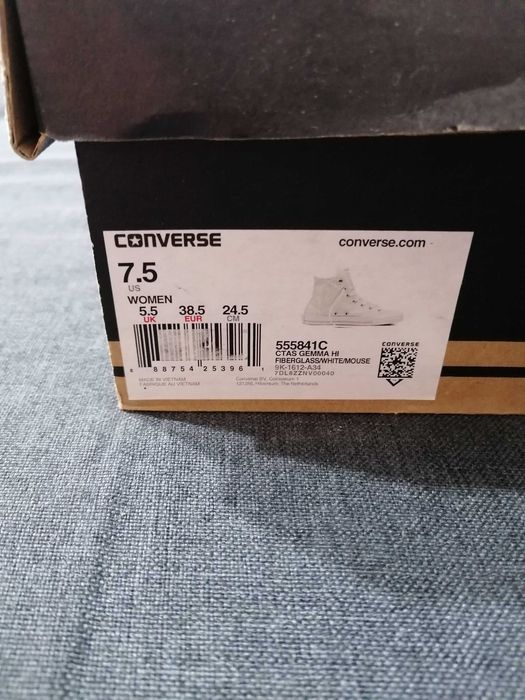 CONVERSE
converse.com
7.5
US
WOMEN
5.5 38.5 24.5
UK EUR CM
555841C
CTAS GEMMA HI
FIBERGLASS/WHITE/MOUSE
9K-1612-A34
7DL8ZZNV00040
CONVERSE
88754 25396 1
MADE IN VIETNAM
FABRIQUÉ AU VIETNAM
Converse BV, Colosseum 1
Hilversum, The Netherlands